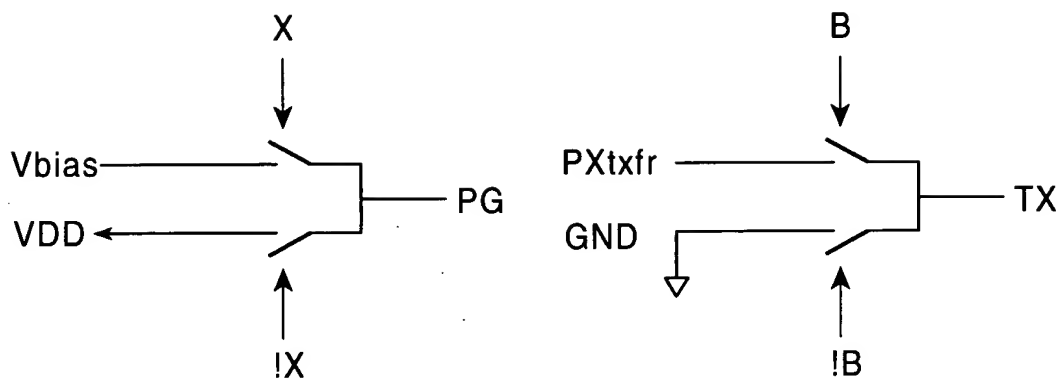 X
Vbias
PG
VDD
!X
B
PXtxfr
TX
GND
!B